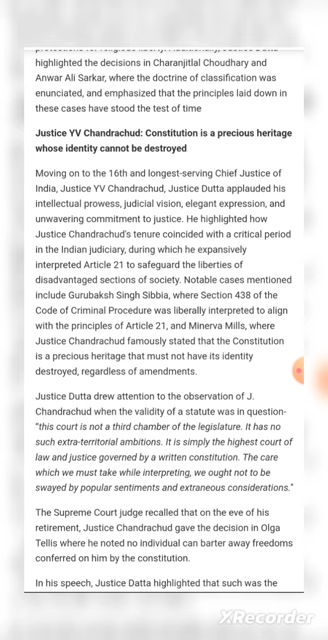 highlighted the decisions in Charanjitlal Choudhary and
Anwar Ali Sarkar, where the doctrine of classification was
enunciated, and emphasized that the principles laid down in
these cases have stood the test of time
Justice YV Chandrachud: Constitution is a precious heritage
whose identity cannot be destroyed
Moving on to the 16th and longest-serving Chief Justice of
India, Justice YV Chandrachud, Justice Dutta applauded his
intellectual prowess, judicial vision, elegant expression, and
unwavering commitment to justice. He highlighted how
Justice Chandrachud's tenure coincided with a critical period
in the Indian judiciary, during which he expansively
interpreted Article 21 to safeguard the liberties of
disadvantaged sections of society. Notable cases mentioned
include Gurubaksh Singh Sibbia, where Section 438 of the
Code of Criminal Procedure was liberally interpreted to align
with the principles of Article 21, and Minerva Mills, where
Justice Chandrachud famously stated that the Constitution
is a precious heritage that must not have its identity
destroyed, regardless of amendments.
Justice Dutta drew attention to the observation of J.
Chandrachud when the validity of a statute was in question-
"this court is not a third chamber of the legislature. It has no
such extra-territorial ambitions. It is simply the highest court of
law and justice governed by a written constitution. The care
which we must take while interpreting, we ought not to be
swayed by popular sentiments and extraneous considerations."
The Supreme Court judge recalled that on the eve of his
retirement, Justice Chandrachud gave the decision in Olga
Tellis where he noted no individual can barter away freedoms
conferred on him by the constitution.
In his speech, Justice Datta highlighted that such was the
XRecorder